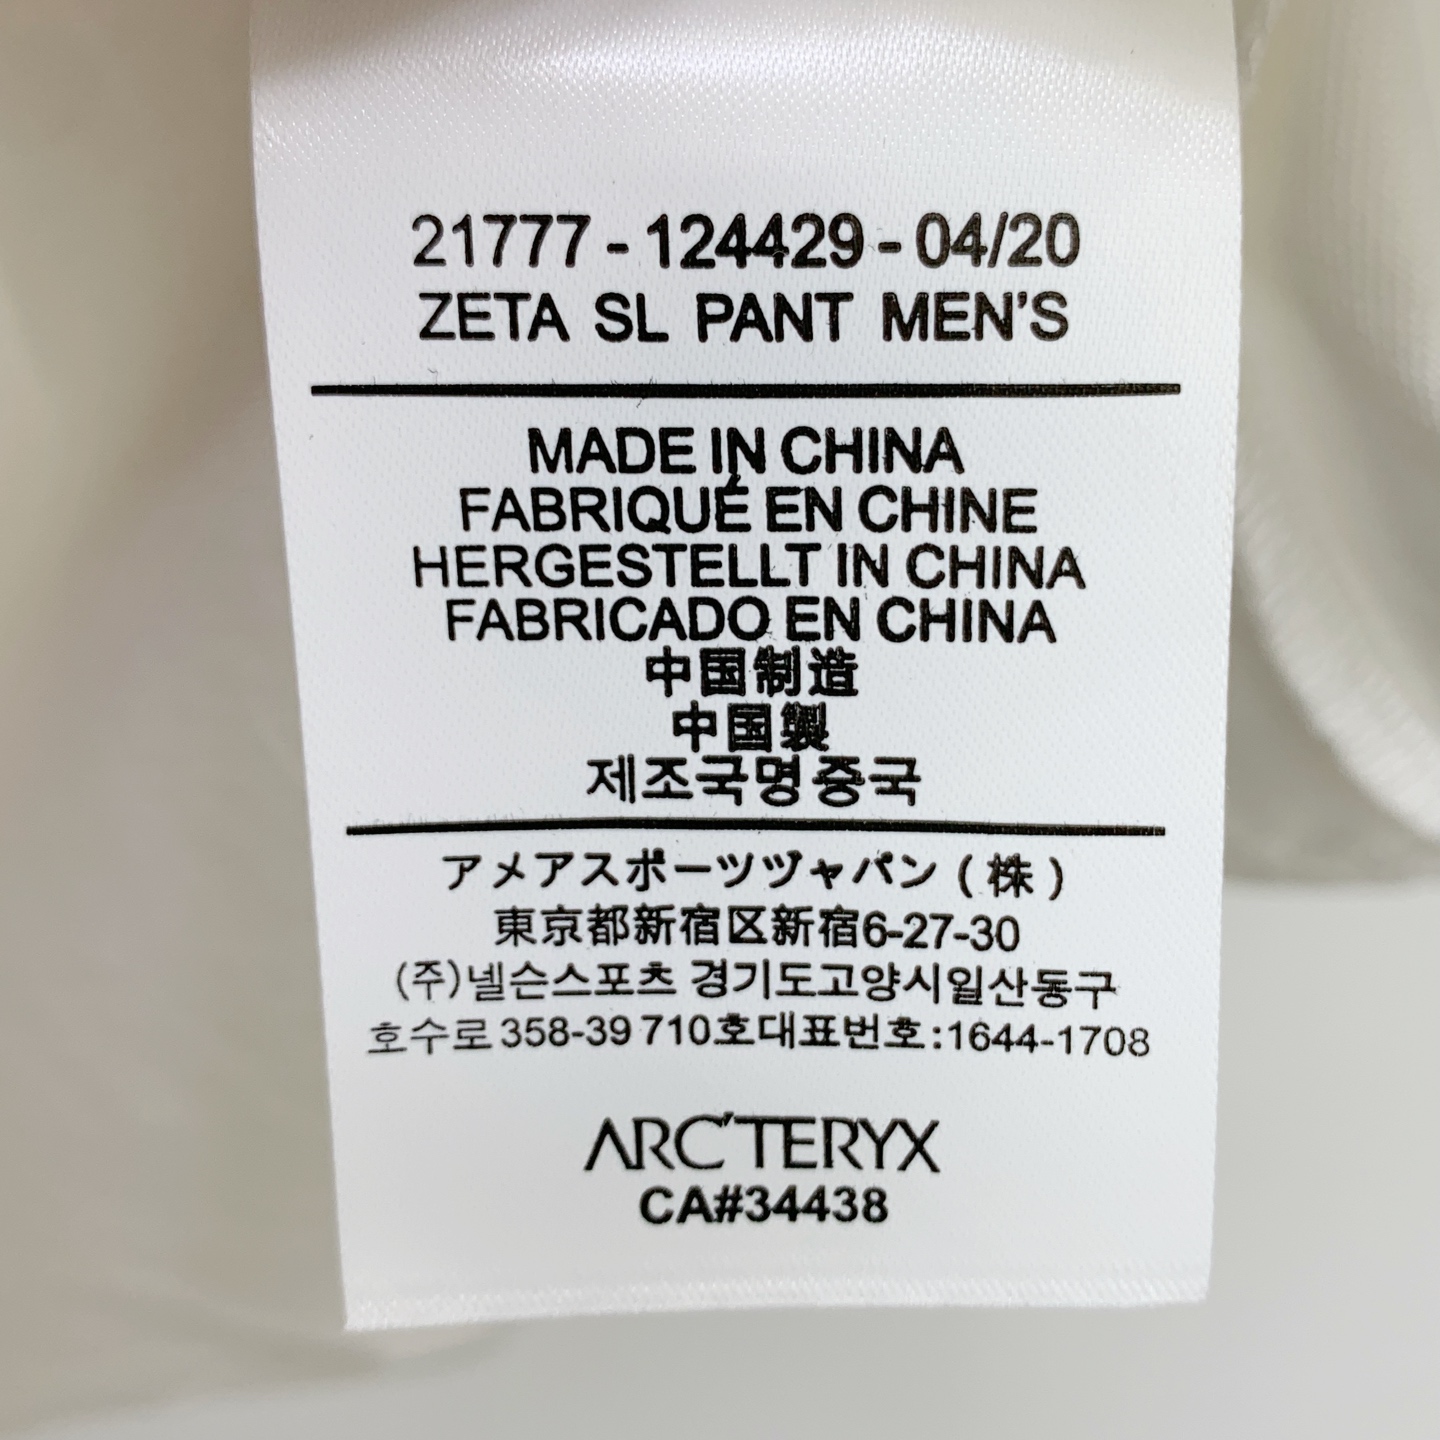 21777 - 124429 - 04/20
ZETA SL PANT MEN'S
MADE IN CHINA
FABRIQUÉ EN CHINE
HERGESTELLT IN CHINA
FABRICADO EN CHINA
中国制造
中国製
제조국명중국
アメアスポーツヅャパン (株)
東京都新宿区新宿6-27-30
(주)넬슨스포츠 경기도고양시일산동구
호수로 358-39 710호대표번호:1644-1708
ARC'TERYX
CA#34438